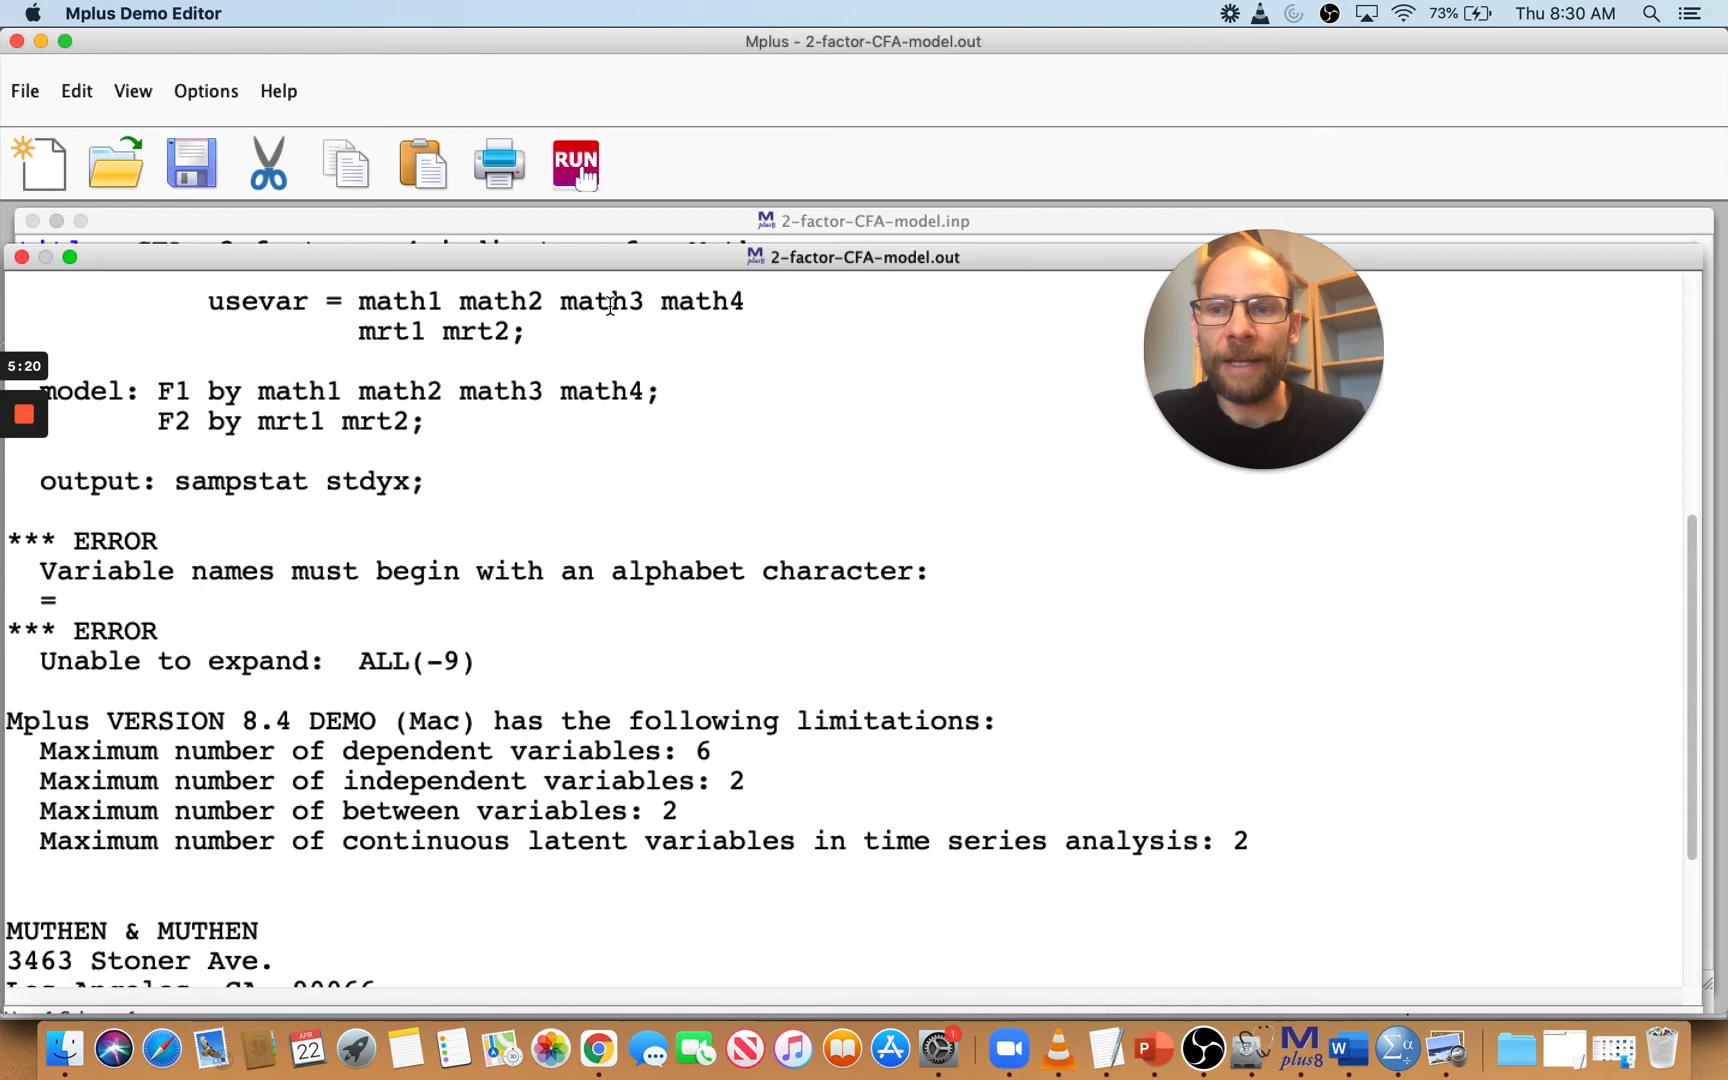 Mplus Demo Editor
73%
Thu 8:30 AM
Mplus - 2-factor-CFA-model.out
File Edit View Options Help
RUN
2-factor-CFA-model.inp
2-factor-CFA-model.out
usevar = math1 math2 math3 math4
mrt1 mrt2;
5:20
model: F1 by math1 math2 math3 math4;
F2 by mrt1 mrt2;
output: sampstat stdyx;
*** ERROR
Variable names must begin with an alphabet character:
=
*** ERROR
Unable to expand: ALL(-9)
Mplus VERSION 8.4 DEMO (Mac) has the following limitations:
Maximum number of dependent variables: 6
Maximum number of independent variables: 2
Maximum number of between variables: 2
Maximum number of continuous latent variables in time series analysis: 2
MUTHEN & MUTHEN
3463 Stoner Ave.
Los Angeles, CA 90066
APR
22
1
M
plus8